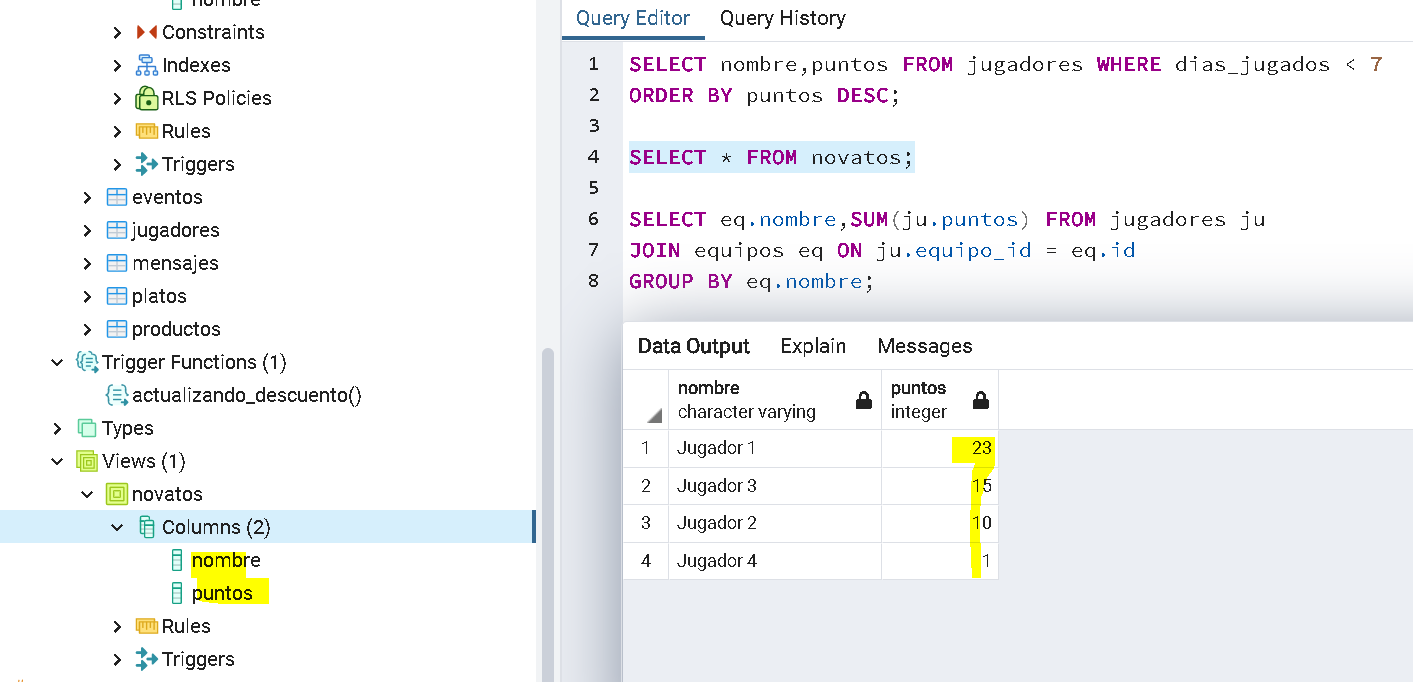 nombre
Constraints
Indexes
RLS Policies
Rules
Triggers
eventos
jugadores
mensajes
platos
productos
Trigger Functions (1)
actualizando_descuento()
Types
Views (1)
novatos
Columns (2)
nombre
puntos
Rules
Triggers
Query Editor Query History
1 SELECT nombre,puntos FROM jugadores WHERE dias_jugados < 7
2 ORDER BY puntos DESC;
3
4 SELECT * FROM novatos;
5
6 SELECT eq.nombre,SUM(ju.puntos) FROM jugadores ju
7 JOIN equipos eq ON ju.equipo_id = eq.id
8 GROUP BY eq.nombre;
Data Output Explain Messages
nombre puntos
character varying integer
1 Jugador 1 23
2 Jugador 3 15
3 Jugador 2 10
4 Jugador 4 1